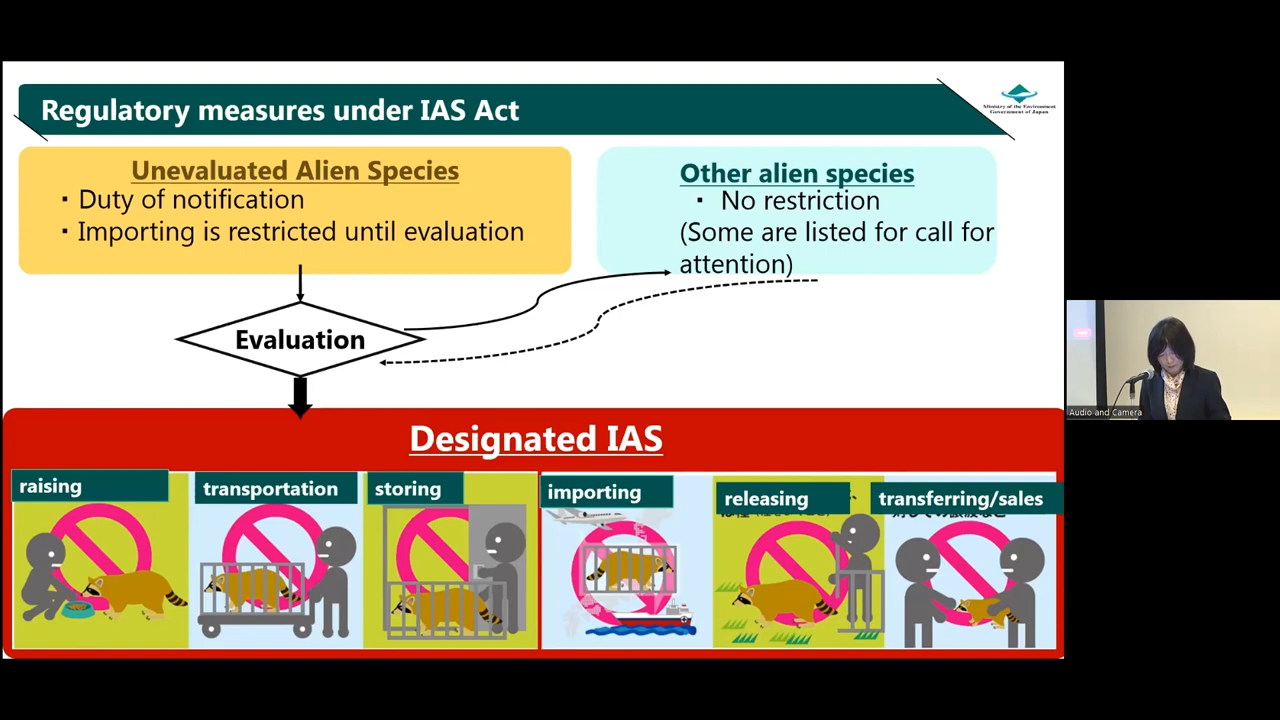 Regulatory measures under IAS Act
Ministry of the Environment
Government of Japan
Unevaluated Alien Species
・Duty of notification
・Importing is restricted until evaluation
Other alien species
・ No restriction
(Some are listed for call for
attention)
Evaluation
Designated IAS
raising
transportation
storing
importing
releasing
transferring/sales
Audio and Camera